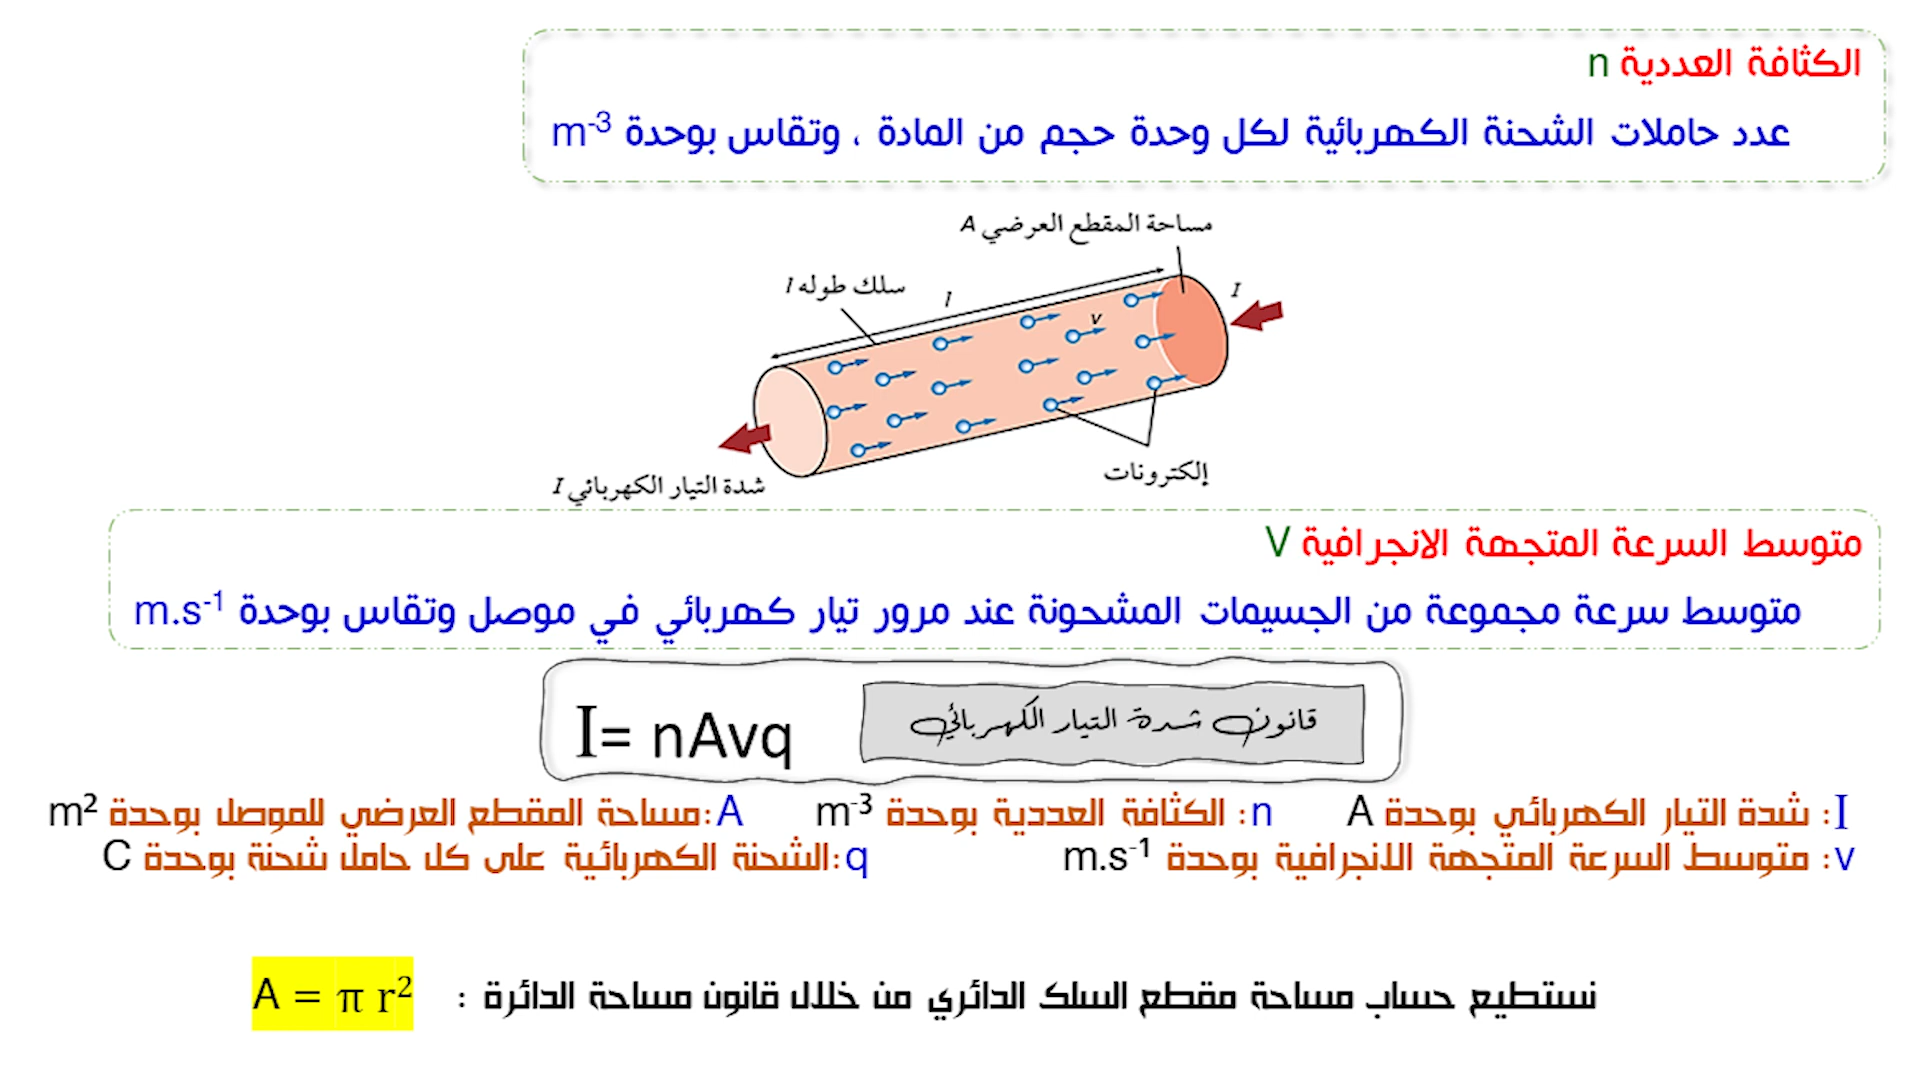 الكثافة العددية n
عدد حاملات الشحنة الكهربائية لكل وحدة حجم من المادة ، وتقاس بوحدة m⁻³
مساحة المقطع العرضي A
سلك طوله l
l
I
v
إلكترونات
شدة التيار الكهربائي I
متوسط السرعة المتجهة الانجرافية V
متوسط سرعة مجموعة من الجسيمات المشحونة عند مرور تيار كهربائي في موصل وتقاس بوحدة m.s⁻¹
قانون شدة التيار الكهربائي
I= nAvq
I: شدة التيار الكهربائي بوحدة A n: الكثافة العددية بوحدة m⁻³ A:مساحة المقطع العرضي للموصل بوحدة m²
v: متوسط السرعة المتجهة الانجرافية بوحدة m.s⁻¹ q:الشحنة الكهربائية على كل حامل شحنة بوحدة C
نستطيع حساب مساحة مقطع السلك الدائري من خلال قانون مساحة الدائرة : A = π r²